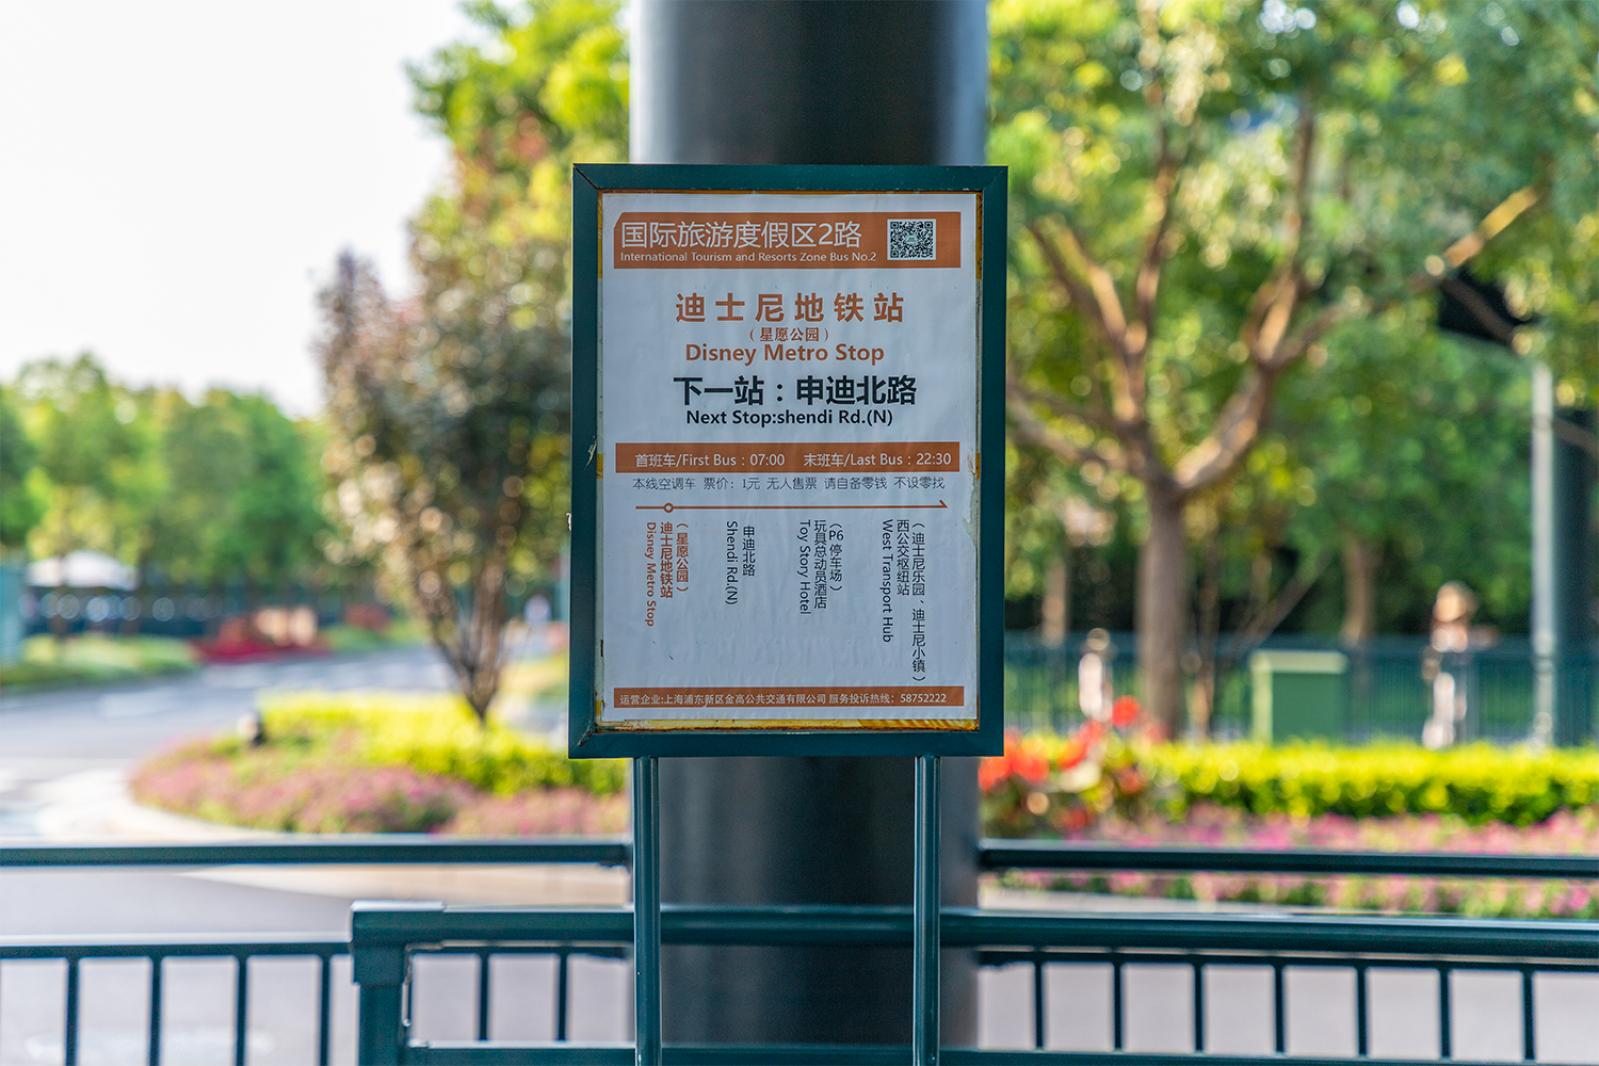 国际旅游度假区2路
International Tourism and Resorts Zone Bus No.2
迪士尼地铁站
（星愿公园）
Disney Metro Stop
下一站：申迪北路
Next Stop:shendi Rd.(N)
首班车/First Bus：07:00 末班车/Last Bus：22:30
本线空调车 票价：1元 无人售票 请自备零钱 不设零找
（星愿公园）
迪士尼地铁站
Disney Metro Stop
申迪北路
Shendi Rd.(N)
（P6 停车场）
玩具总动员酒店
Toy Story Hotel
（迪士尼乐园、迪士尼小镇）
西公交枢纽站
West Transport Hub
运营企业:上海浦东新区金高公共交通有限公司 服务投诉热线：58752222